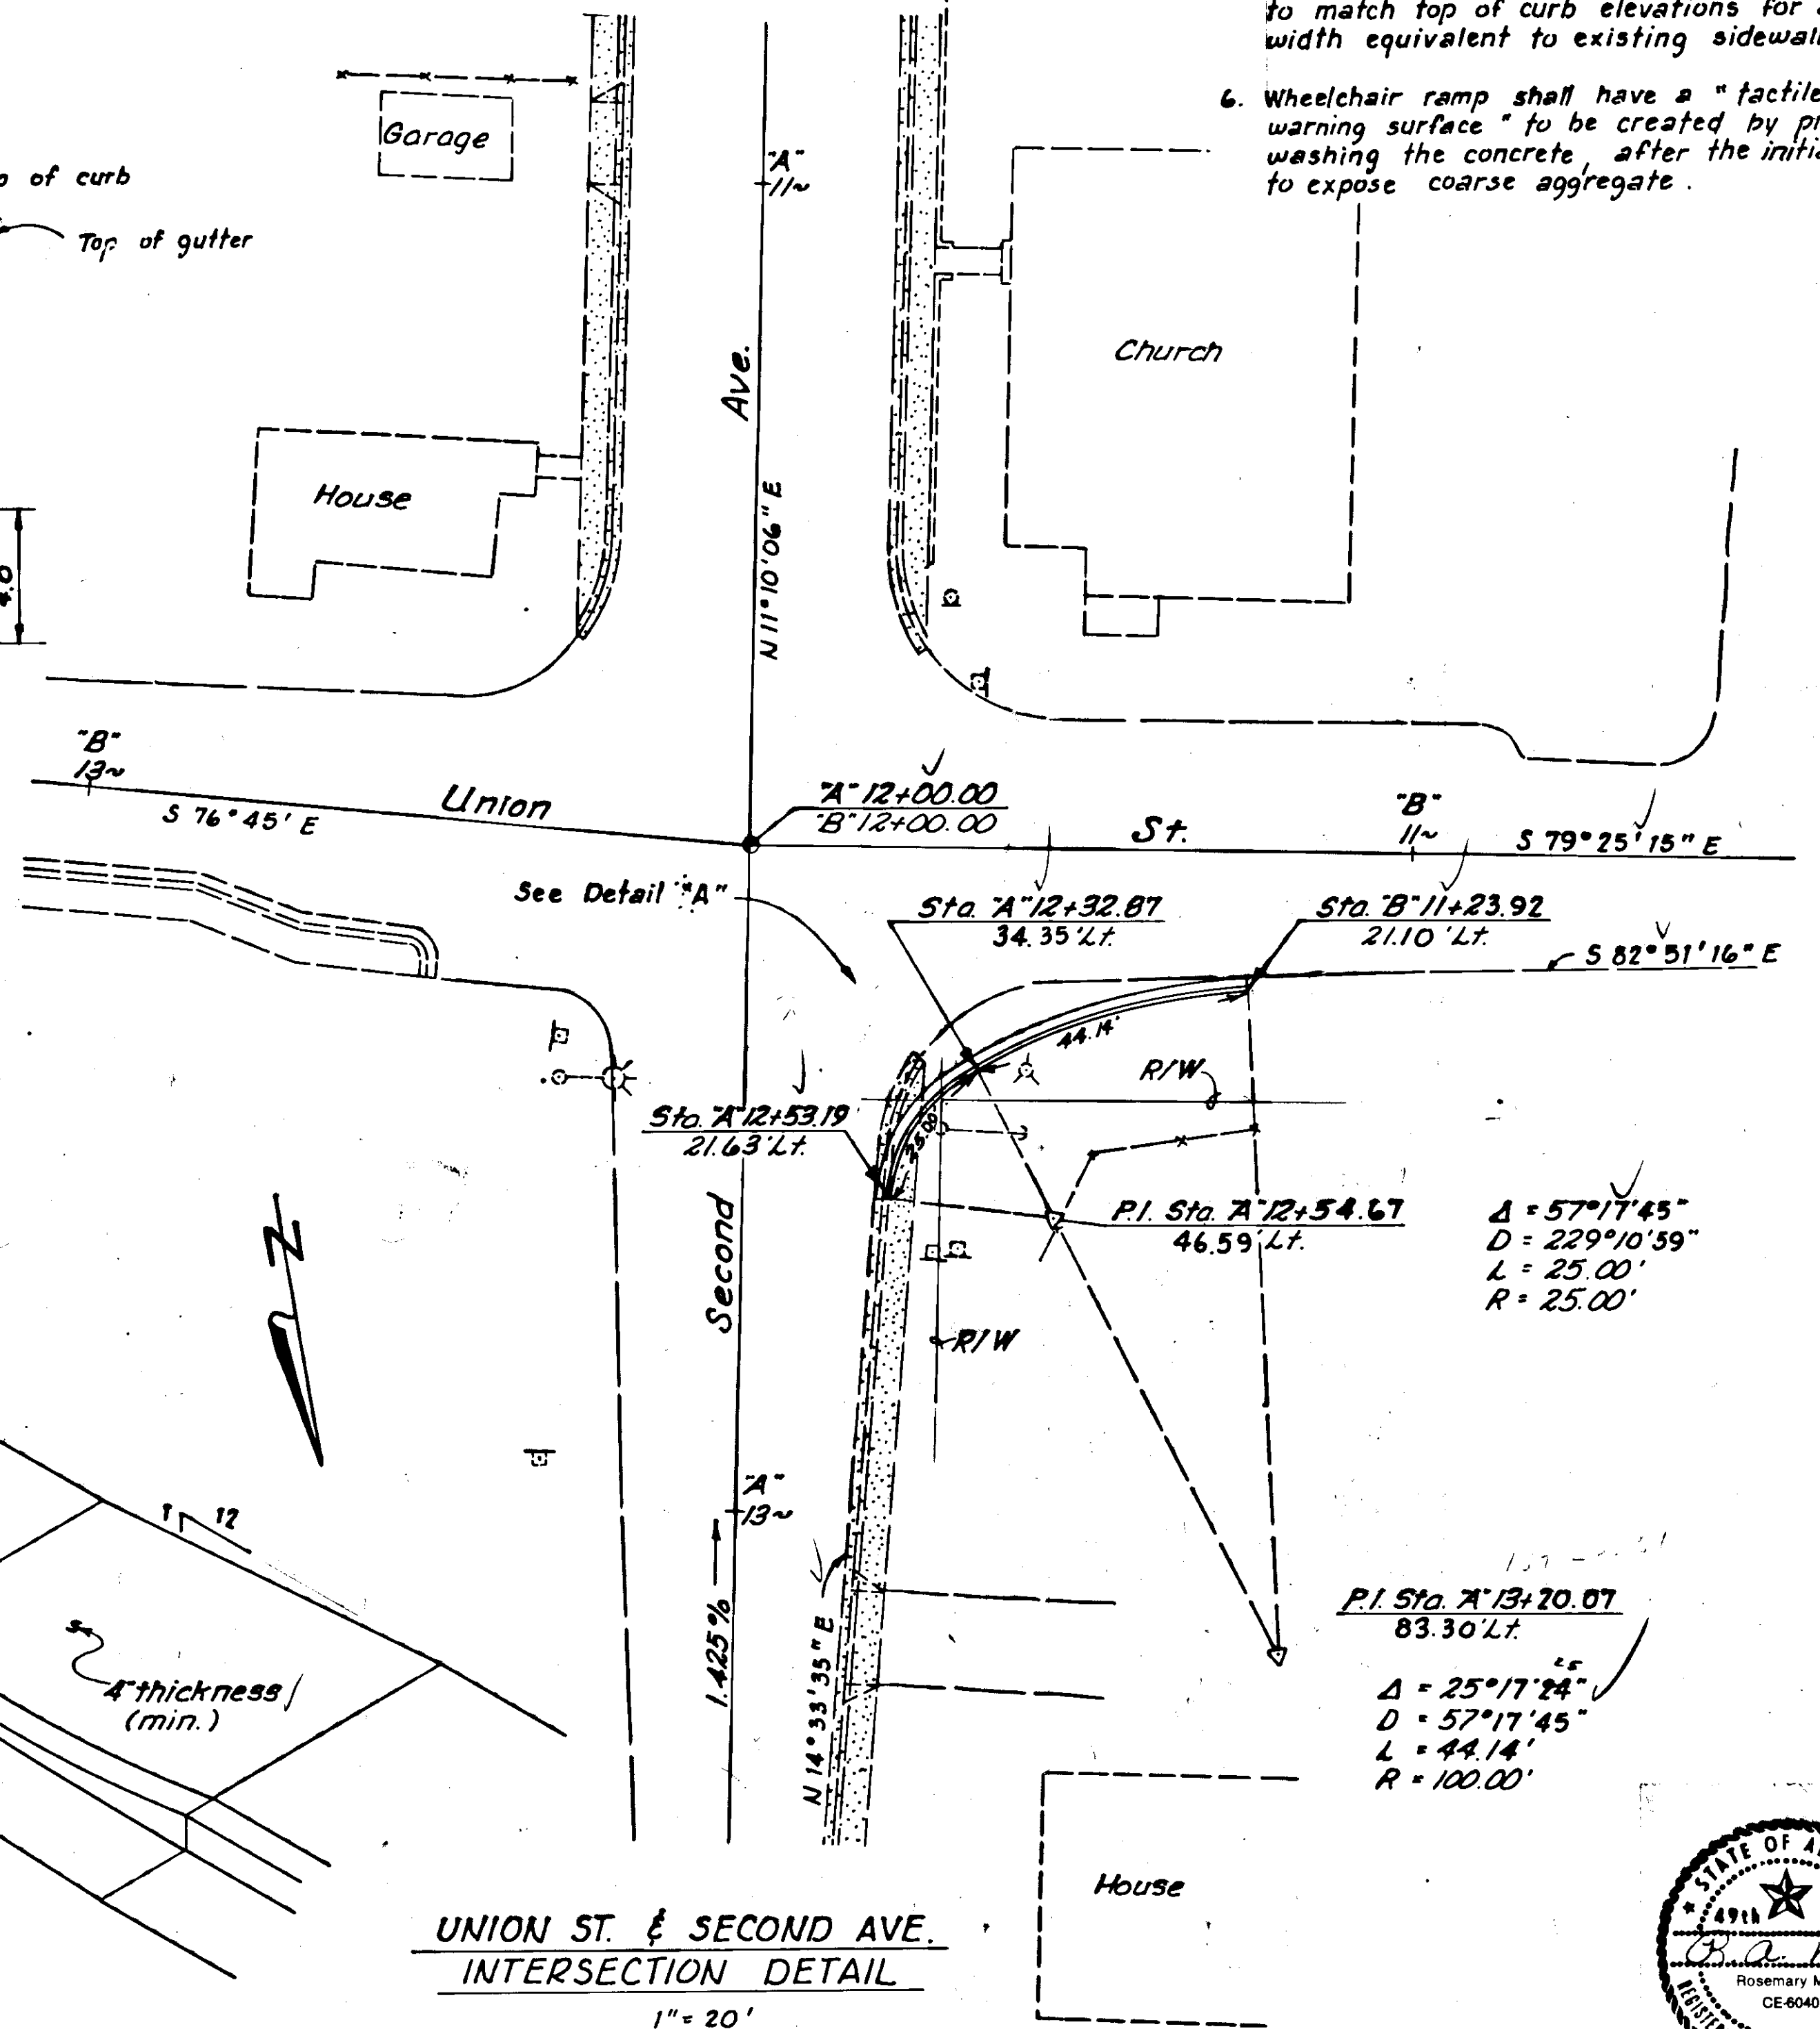 to match top of curb elevations for
width equivalent to existing
6. Wheelchair ramp shall have a " tactile
warning surface " to be created by
washing the concrete, after the
to expose coarse aggregate.
Garage
of curb
Top of gutter
"A"
11~
Ave.
Church
House
N 11°10'06" E
4.0
"B"
13~
S 76°45' E
Union
"A" 12+00.00
"B" 12+00.00
St.
"B"
11~
S 79°25'15" E
See Detail "A"
Sta. "A" 12+32.87
34.35' Lt.
Sta. "B" 11+23.92
21.10' Lt.
S 82°51'16" E
44.14'
R/W
Sta. "A" 12+53.19
21.63' Lt.
25.00'
N
Second
P.I. Sta. "A" 12+54.67
46.59' Lt.
Δ = 57°17'45"
D = 229°10'59"
L = 25.00'
R = 25.00'
R/W
"A"
13~
1
12
1.425%
N 14°33'35" E
4" thickness
(min.)
P.I. Sta. "A" 13+20.87
83.30' Lt.
25
Δ = 25°17'24"
D = 57°17'45"
L = 44.14'
R = 100.00'
House
UNION ST. & SECOND AVE.
INTERSECTION DETAIL
1" = 20'
STATE OF
49th
Rosemary
CE-6040